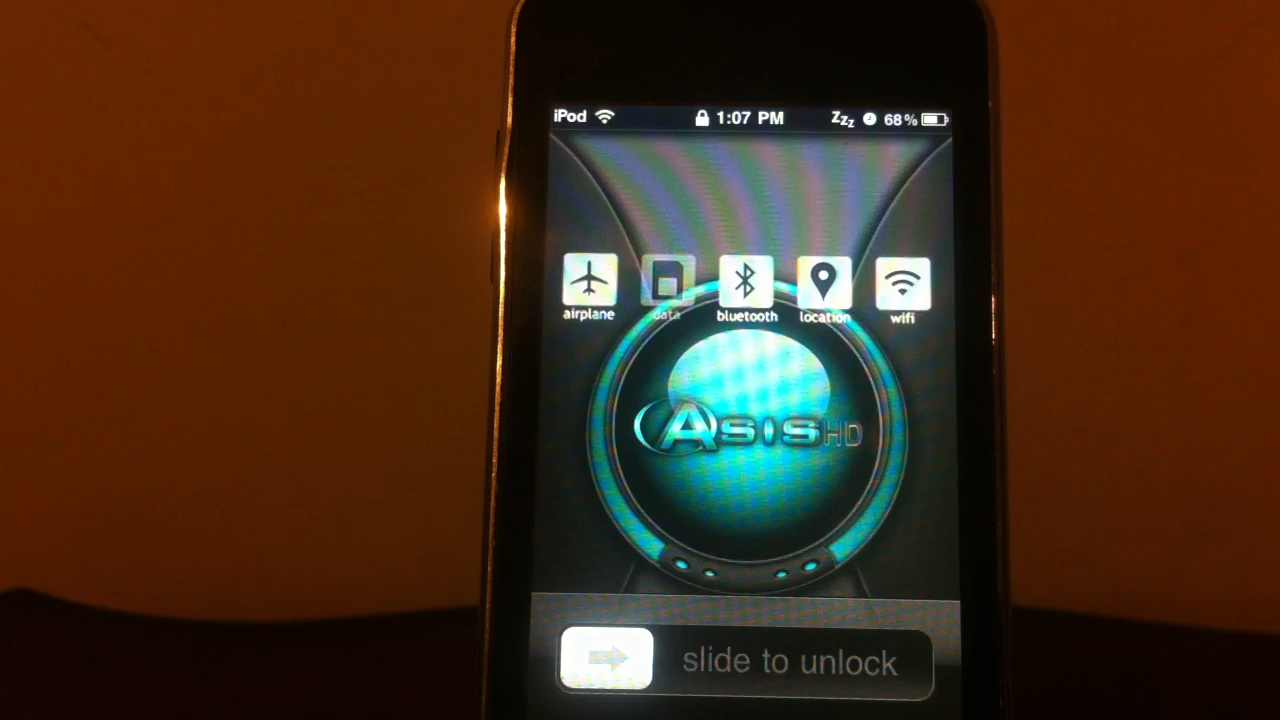 iPod 1:07 PM Zzz 68%
airplane data bluetooth location wifi
ASIS HD
slide to unlock